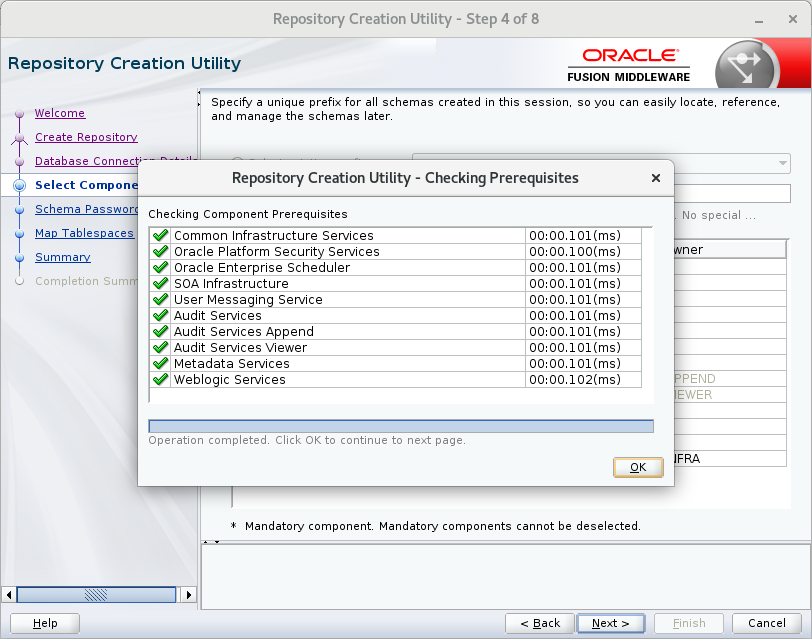 Repository Creation Utility - Step 4 of 8
Repository Creation Utility
ORACLE
FUSION MIDDLEWARE
Welcome
Create Repository
Database Connection Details
Select Compone
Schema Password
Map Tablespaces
Summary
Completion Summ
Specify a unique prefix for all schemas created in this session, so you can easily locate, reference,
and manage the schemas later.
. No special ...
wner
PPEND
IEWER
NFRA
Repository Creation Utility - Checking Prerequisites
Checking Component Prerequisites
Common Infrastructure Services 00:00.101(ms)
Oracle Platform Security Services 00:00.100(ms)
Oracle Enterprise Scheduler 00:00.101(ms)
SOA Infrastructure 00:00.101(ms)
User Messaging Service 00:00.101(ms)
Audit Services 00:00.101(ms)
Audit Services Append 00:00.101(ms)
Audit Services Viewer 00:00.101(ms)
Metadata Services 00:00.101(ms)
Weblogic Services 00:00.102(ms)
Operation completed. Click OK to continue to next page.
OK
* Mandatory component. Mandatory components cannot be deselected.
Help
< Back
Next >
Finish
Cancel